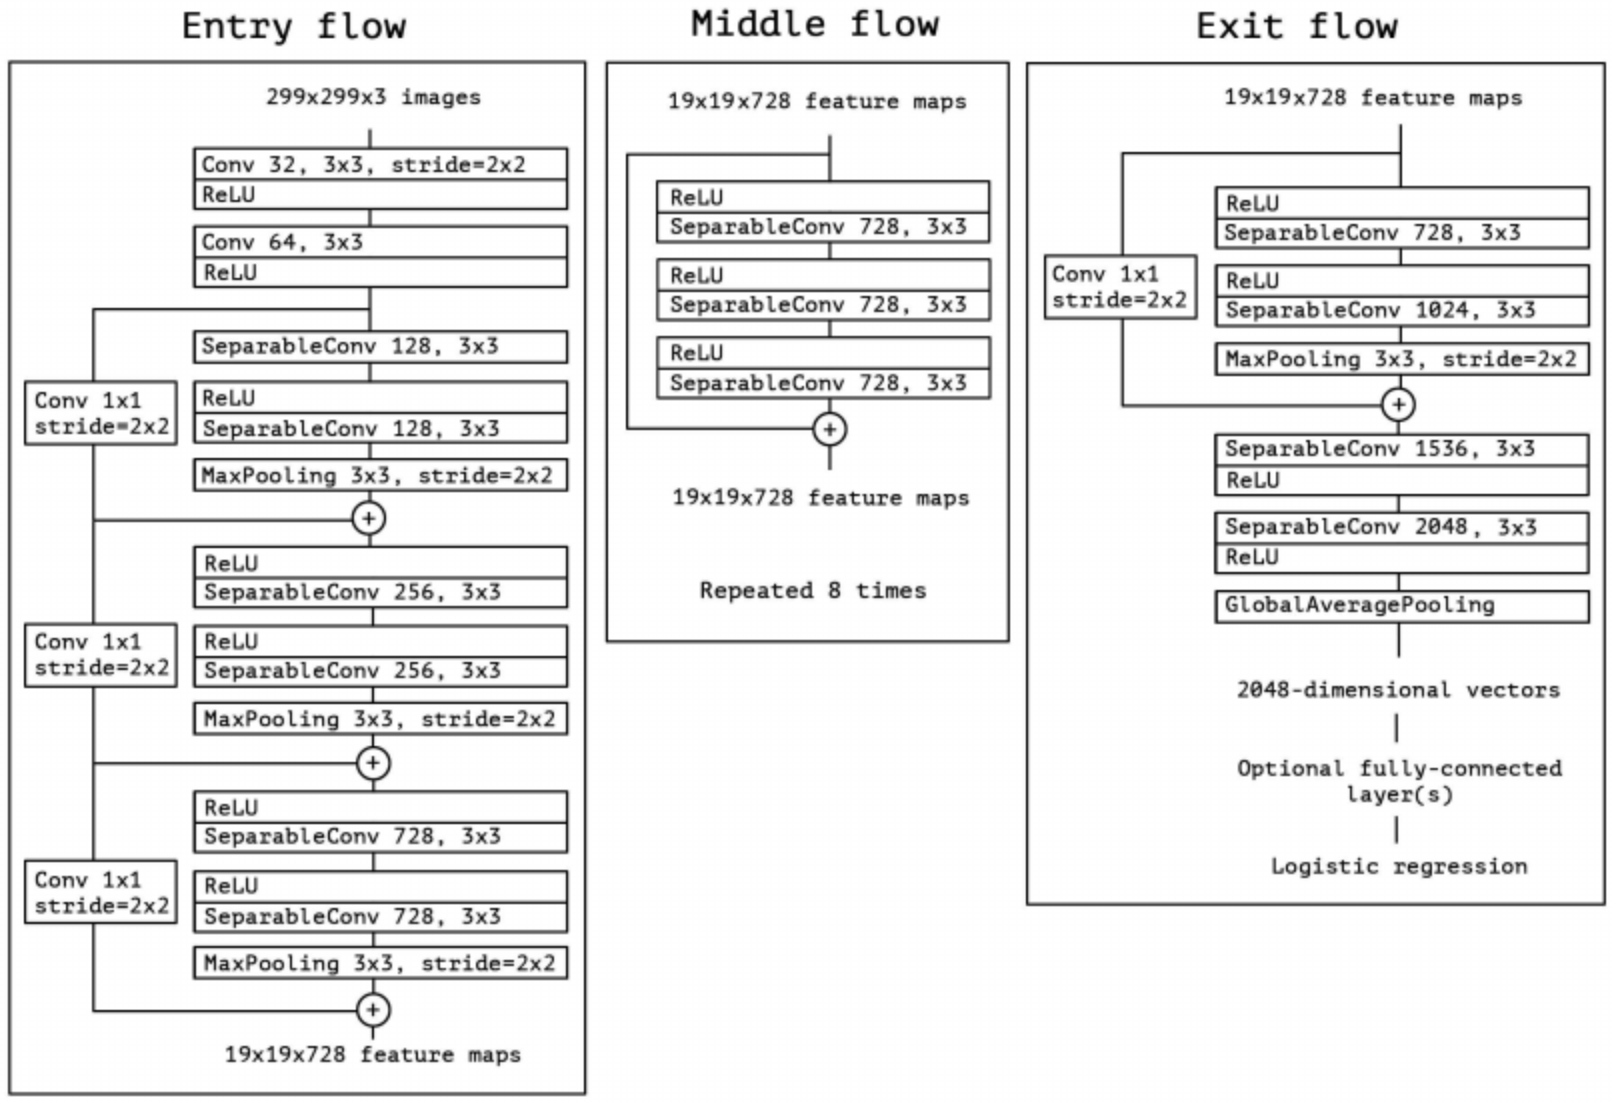 Entry flow
299x299x3 images
Conv 32, 3x3, stride=2x2
ReLU
Conv 64, 3x3
ReLU
SeparableConv 128, 3x3
Conv 1x1
stride=2x2
ReLU
SeparableConv 128, 3x3
MaxPooling 3x3, stride=2x2
+
ReLU
SeparableConv 256, 3x3
Conv 1x1
stride=2x2
ReLU
SeparableConv 256, 3x3
MaxPooling 3x3, stride=2x2
+
ReLU
SeparableConv 728, 3x3
Conv 1x1
stride=2x2
ReLU
SeparableConv 728, 3x3
MaxPooling 3x3, stride=2x2
+
19x19x728 feature maps
Middle flow
19x19x728 feature maps
ReLU
SeparableConv 728, 3x3
ReLU
SeparableConv 728, 3x3
ReLU
SeparableConv 728, 3x3
+
19x19x728 feature maps
Repeated 8 times
Exit flow
19x19x728 feature maps
ReLU
SeparableConv 728, 3x3
Conv 1x1
stride=2x2
ReLU
SeparableConv 1024, 3x3
MaxPooling 3x3, stride=2x2
+
SeparableConv 1536, 3x3
ReLU
SeparableConv 2048, 3x3
ReLU
GlobalAveragePooling
2048-dimensional vectors
Optional fully-connected
layer(s)
Logistic regression